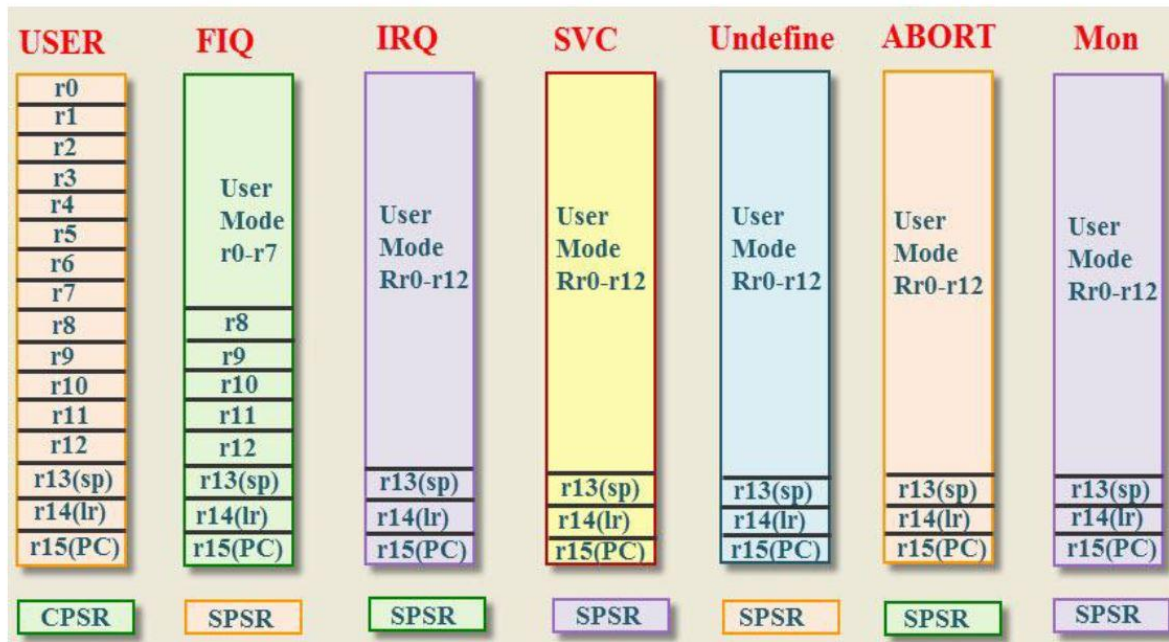 USER
r0
r1
r2
r3
r4
r5
r6
r7
r8
r9
r10
r11
r12
r13(sp)
r14(lr)
r15(PC)
CPSR
FIQ
User
Mode
r0-r7
r8
r9
r10
r11
r12
r13(sp)
r14(lr)
r15(PC)
SPSR
IRQ
User
Mode
Rr0-r12
r13(sp)
r14(lr)
r15(PC)
SPSR
SVC
User
Mode
Rr0-r12
r13(sp)
r14(lr)
r15(PC)
SPSR
Undefine
User
Mode
Rr0-r12
r13(sp)
r14(lr)
r15(PC)
SPSR
ABORT
User
Mode
Rr0-r12
r13(sp)
r14(lr)
r15(PC)
SPSR
Mon
User
Mode
Rr0-r12
r13(sp)
r14(lr)
r15(PC)
SPSR